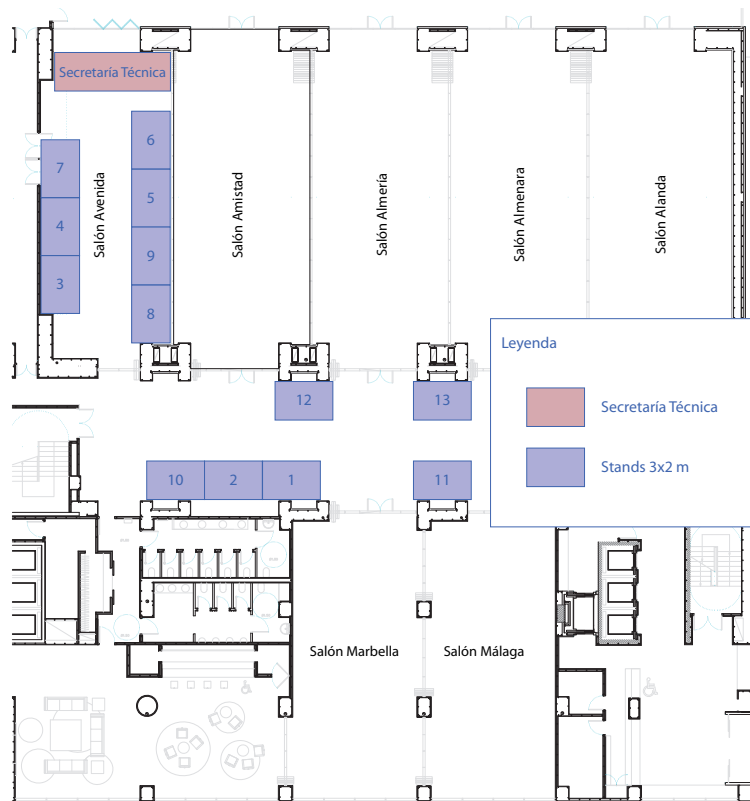 Secretaría Técnica
6
7
5
4
9
3
8
Salón Avenida
Salón Amistad
Salón Almería
Salón Almenara
Salón Alanda
Leyenda
Secretaría Técnica
Stands 3x2 m
12
13
10
2
1
11
Salón Marbella
Salón Málaga